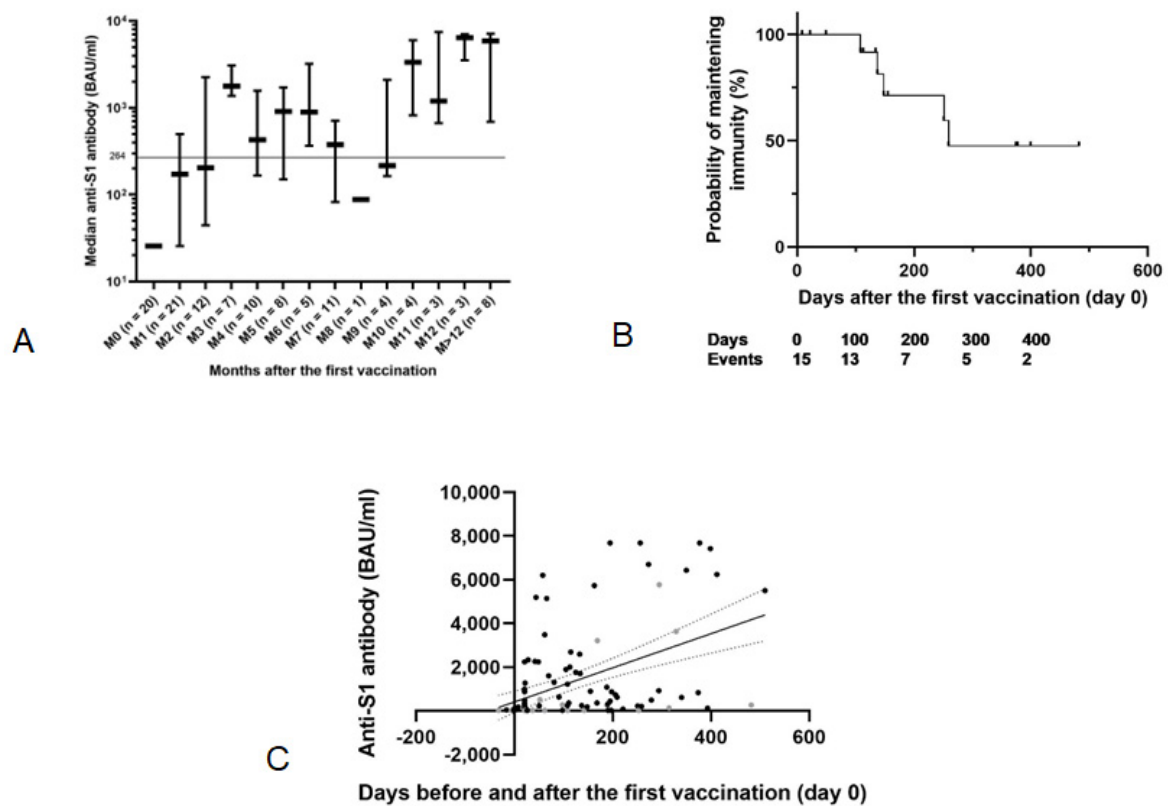 Median anti-S1 antibody (BAU/ml)
10⁴
10³
264
10²
10¹
M0 (n = 20)
M1 (n = 21)
M2 (n = 12)
M3 (n = 7)
M4 (n = 10)
M5 (n = 8)
M6 (n = 5)
M7 (n = 11)
M8 (n = 1)
M9 (n = 4)
M10 (n = 4)
M11 (n = 3)
M12 (n = 3)
M>12 (n = 8)
Months after the first vaccination
A
Probability of maintening
immunity (%)
100
50
0
0 200 400 600
Days after the first vaccination (day 0)
Days 0 100 200 300 400
Events 15 13 7 5 2
B
Anti-S1 antibody (BAU/ml)
10,000
8,000
6,000
4,000
2,000
0
-2,000
-200 200 400 600
Days before and after the first vaccination (day 0)
C